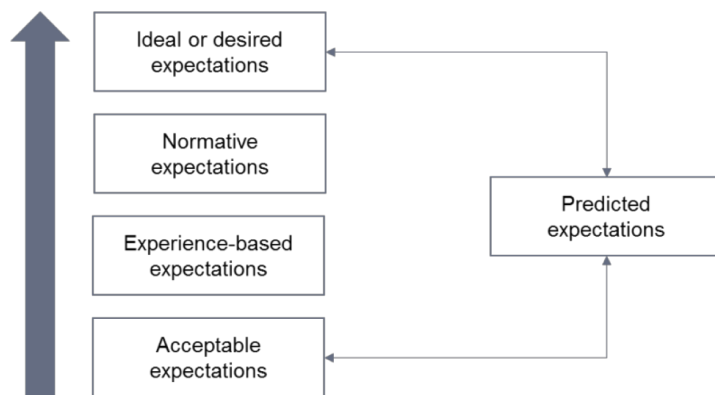 Ideal or desired
expectations
Normative
expectations
Experience-based
expectations
Acceptable
expectations
Predicted
expectations